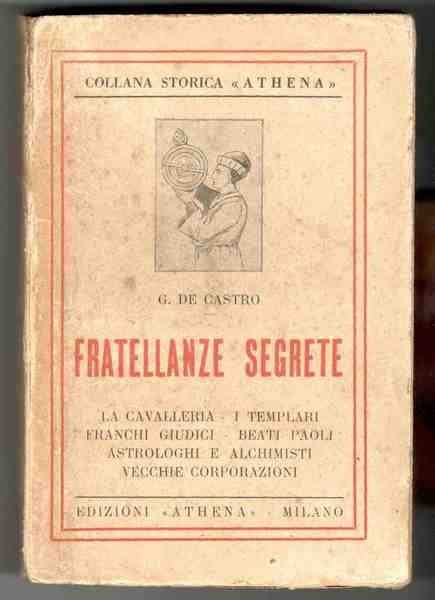 COLLANA STORICA «ATHENA»
G. DE CASTRO
FRATELLANZE SEGRETE
LA CAVALLERIA - I TEMPLARI
FRANCHI GIUDICI - BEATI PAOLI
ASTROLOGHI E ALCHIMISTI
VECCHIE CORPORAZIONI
EDIZIONI «ATHENA» - MILANO